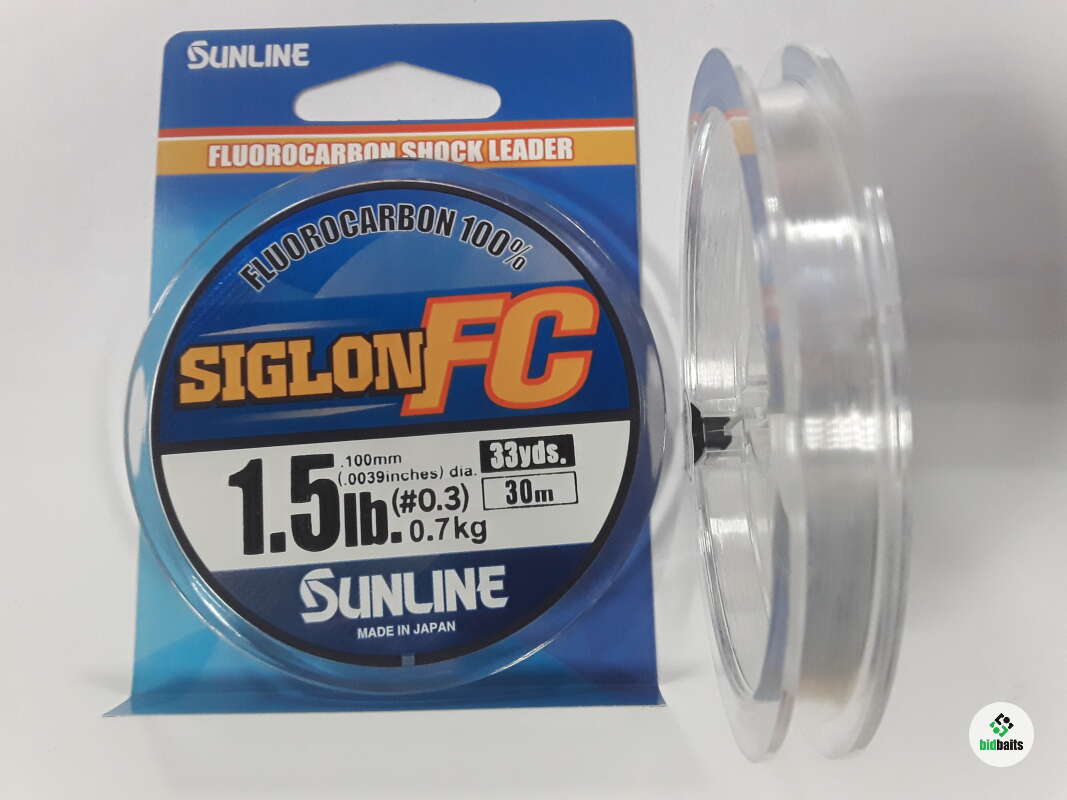 SUNLINE
FLUOROCARBON SHOCK LEADER
FLUOROCARBON 100%
SIGLON FC
1.5lb.
.100mm
(.0039inches) dia.
(#0.3)
0.7kg
33yds.
30m
SUNLINE
MADE IN JAPAN
bidbaits